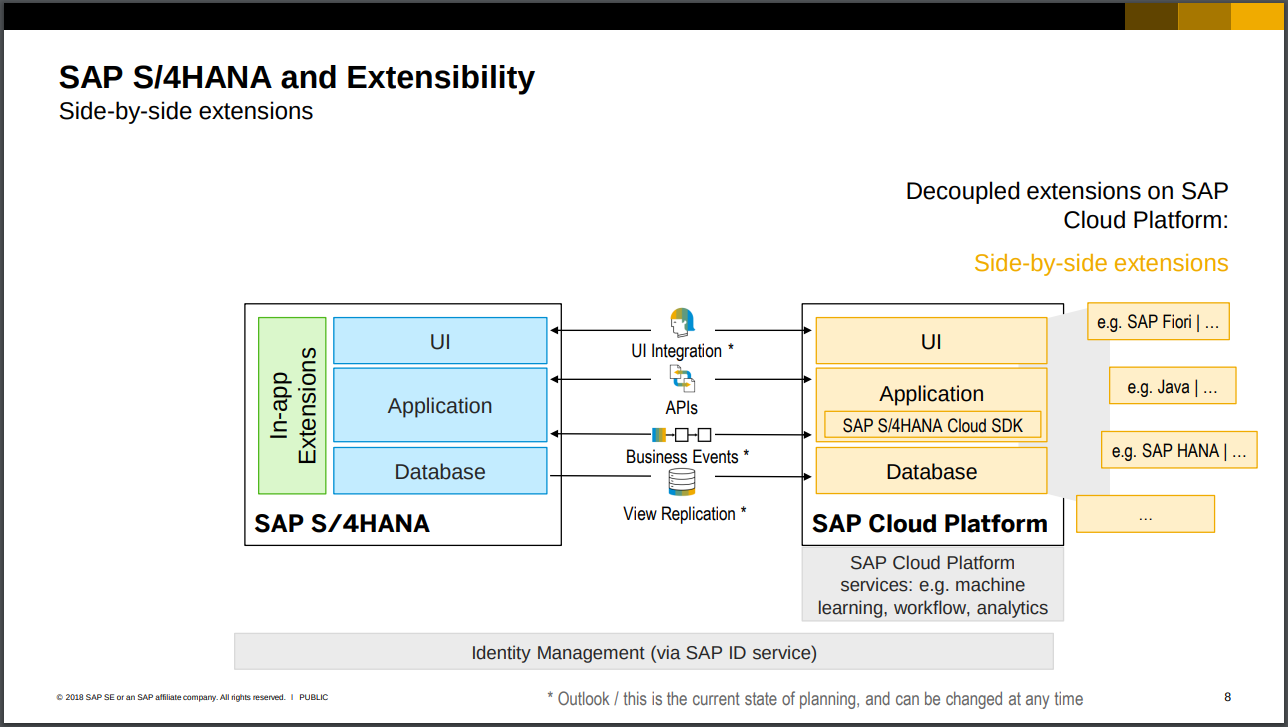 SAP S/4HANA and Extensibility
Side-by-side extensions
Decoupled extensions on SAP
Cloud Platform:
Side-by-side extensions
In-app
Extensions
UI
Application
Database
SAP S/4HANA
UI Integration *
APIs
Business Events *
View Replication *
UI
Application
SAP S/4HANA Cloud SDK
Database
SAP Cloud Platform
e.g. SAP Fiori | …
e.g. Java | …
e.g. SAP HANA | …
…
SAP Cloud Platform
services: e.g. machine
learning, workflow, analytics
Identity Management (via SAP ID service)
© 2018 SAP SE or an SAP affiliate company. All rights reserved. ǀ PUBLIC
* Outlook / this is the current state of planning, and can be changed at any time
8